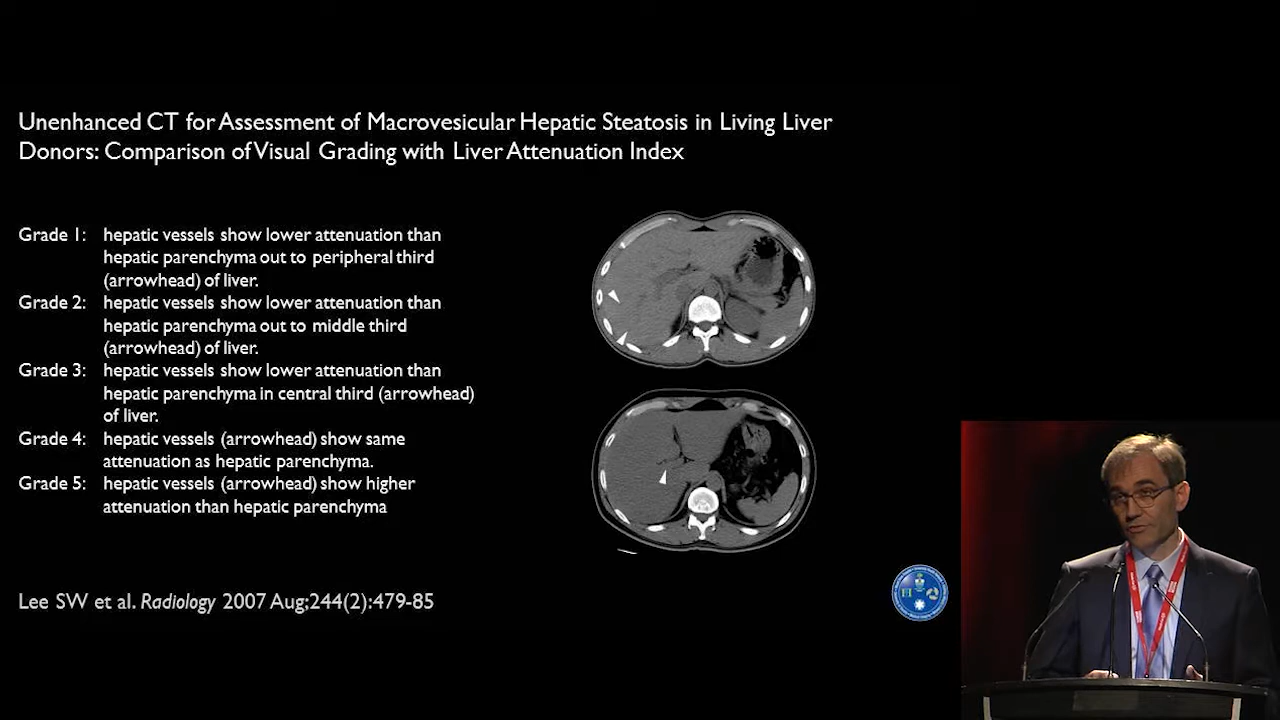 Unenhanced CT for Assessment of Macrovesicular Hepatic Steatosis in Living Liver
Donors: Comparison of Visual Grading with Liver Attenuation Index
Grade 1: hepatic vessels show lower attenuation than
hepatic parenchyma out to peripheral third
(arrowhead) of liver.
Grade 2: hepatic vessels show lower attenuation than
hepatic parenchyma out to middle third
(arrowhead) of liver.
Grade 3: hepatic vessels show lower attenuation than
hepatic parenchyma in central third (arrowhead)
of liver.
Grade 4: hepatic vessels (arrowhead) show same
attenuation as hepatic parenchyma.
Grade 5: hepatic vessels (arrowhead) show higher
attenuation than hepatic parenchyma
Lee SW et al. Radiology 2007 Aug;244(2):479-85